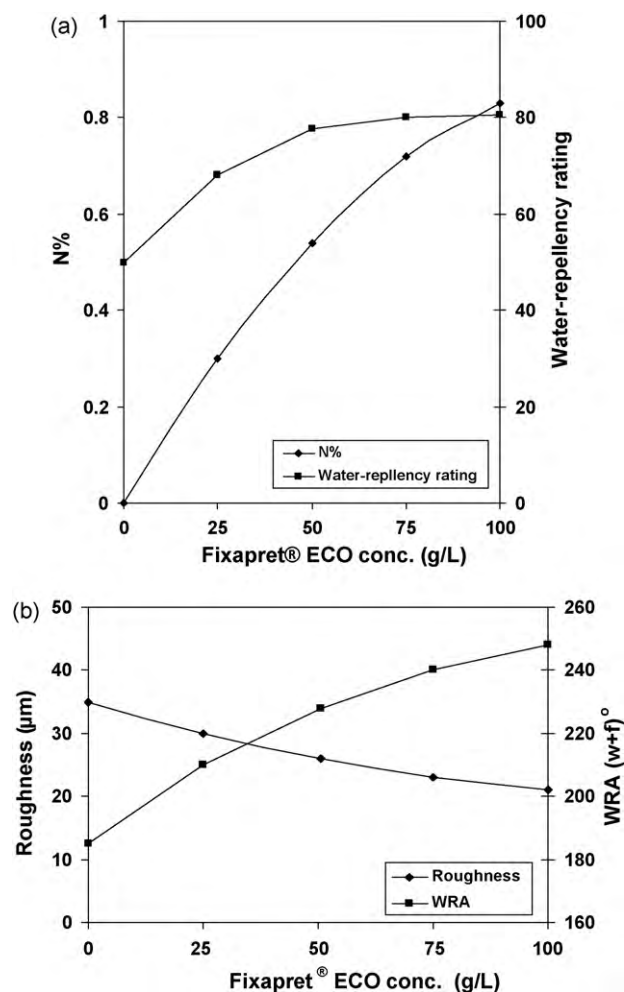 (a)
1
100
0.8
80
0.6
60
N%
Water-repellency rating
0.4
40
0.2
20
N%
Water-repllency rating
0
0
0 25 50 75 100
Fixapret® ECO conc. (g/L)
(b)
50
260
40
240
30
220
Roughness (µm)
WRA (w+f)°
20
200
10
180
Roughness
WRA
0
160
0 25 50 75 100
Fixapret ® ECO conc. (g/L)